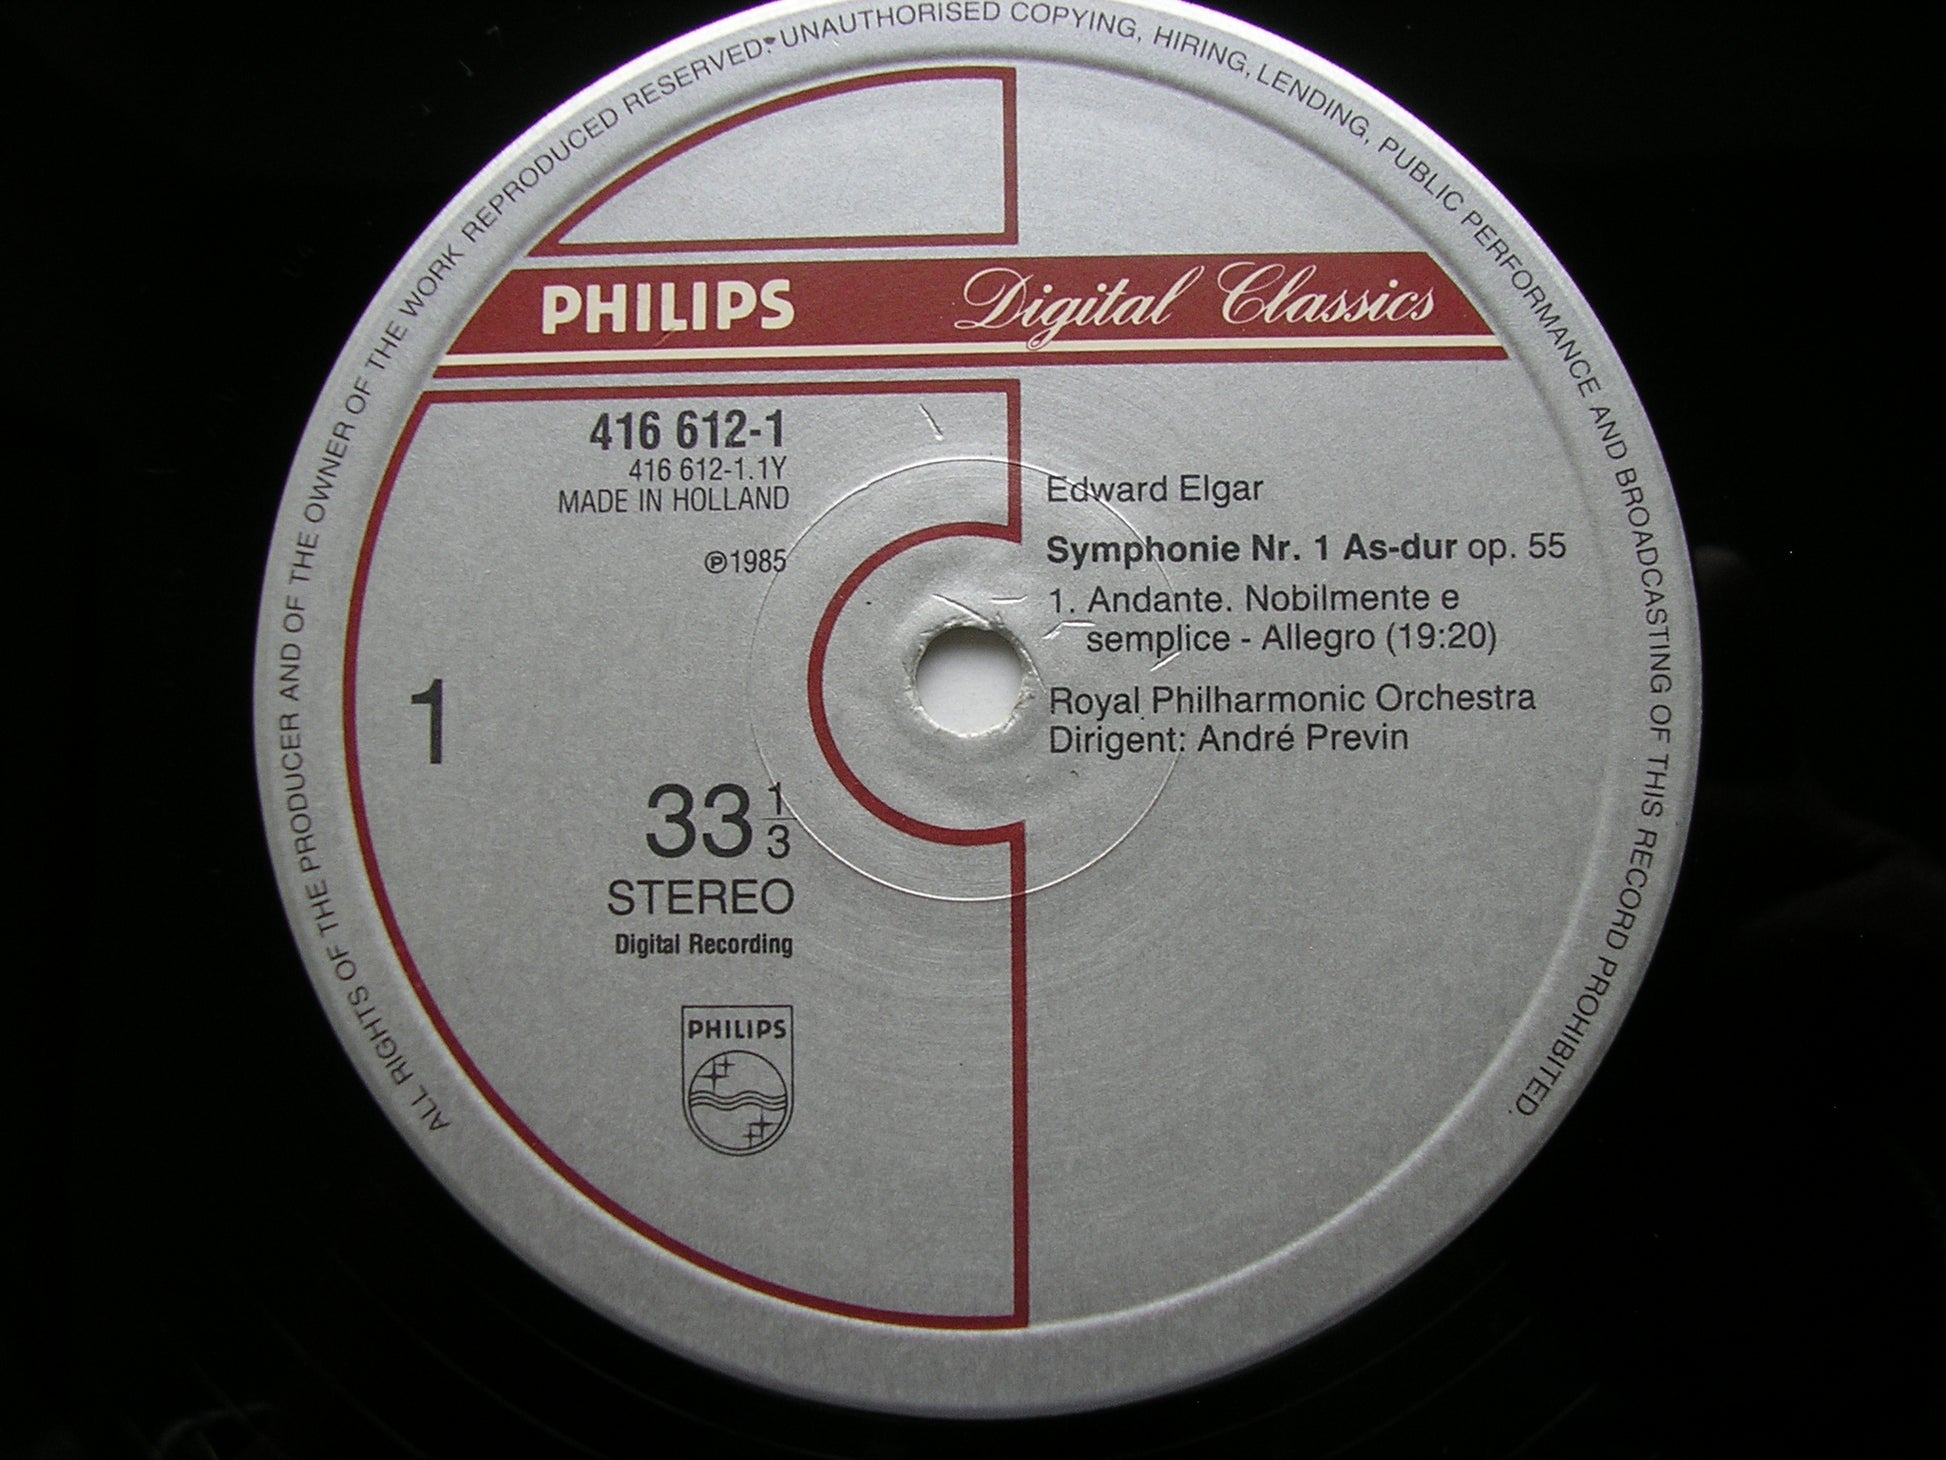 ALL RIGHTS OF THE PRODUCER AND OF THE OWNER OF THE WORK REPRODUCED RESERVED. UNAUTHORISED COPYING, HIRING, LENDING, PUBLIC PERFORMANCE AND BROADCASTING OF THIS RECORD PROHIBITED.
PHILIPS Digital Classics
416 612-1
416 612-1.1Y
MADE IN HOLLAND
℗1985
1
33 1/3
STEREO
Digital Recording
PHILIPS
Edward Elgar
Symphonie Nr. 1 As-dur op. 55
1. Andante. Nobilmente e
semplice - Allegro (19:20)
Royal Philharmonic Orchestra
Dirigent: André Previn